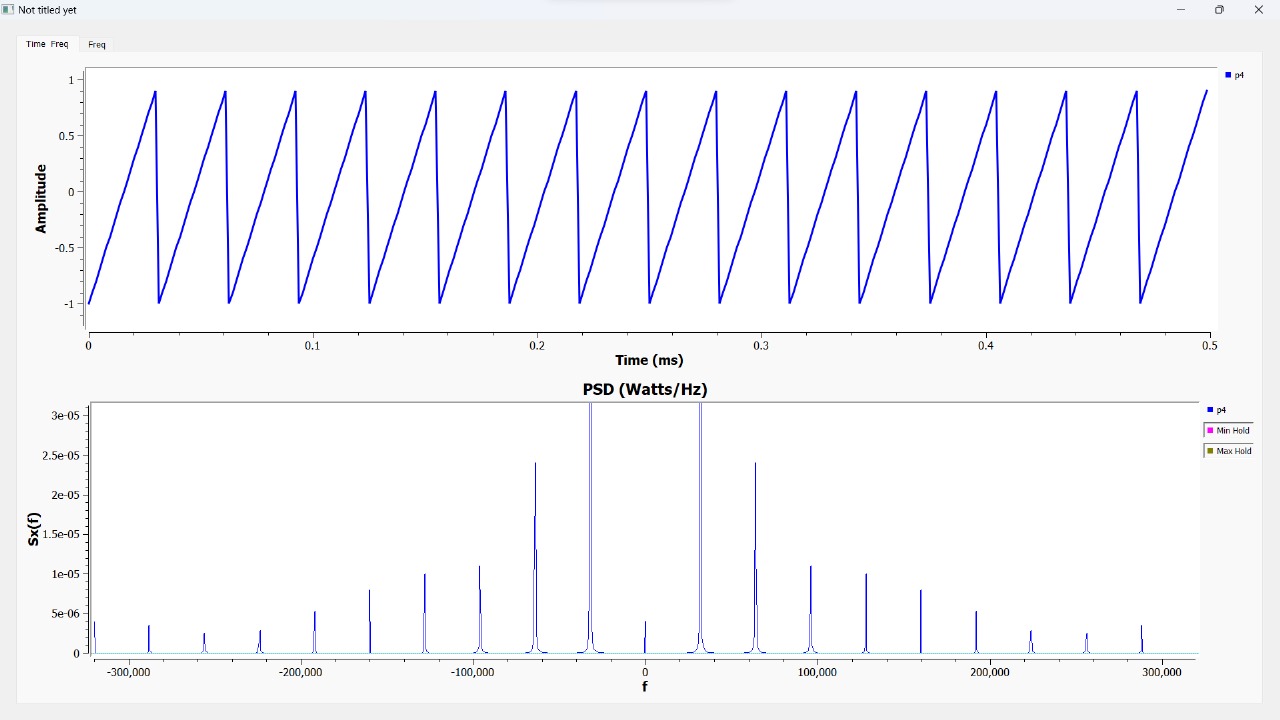 Not titled yet
Time Freq
Freq
p4
1
0.5
0
-0.5
-1
Amplitude
0 0.1 0.2 0.3 0.4 0.5
Time (ms)
PSD (Watts/Hz)
p4
Min Hold
Max Hold
3e-05
2.5e-05
2e-05
1.5e-05
1e-05
5e-06
0
Sx(f)
-300,000 -200,000 -100,000 0 100,000 200,000 300,000
f